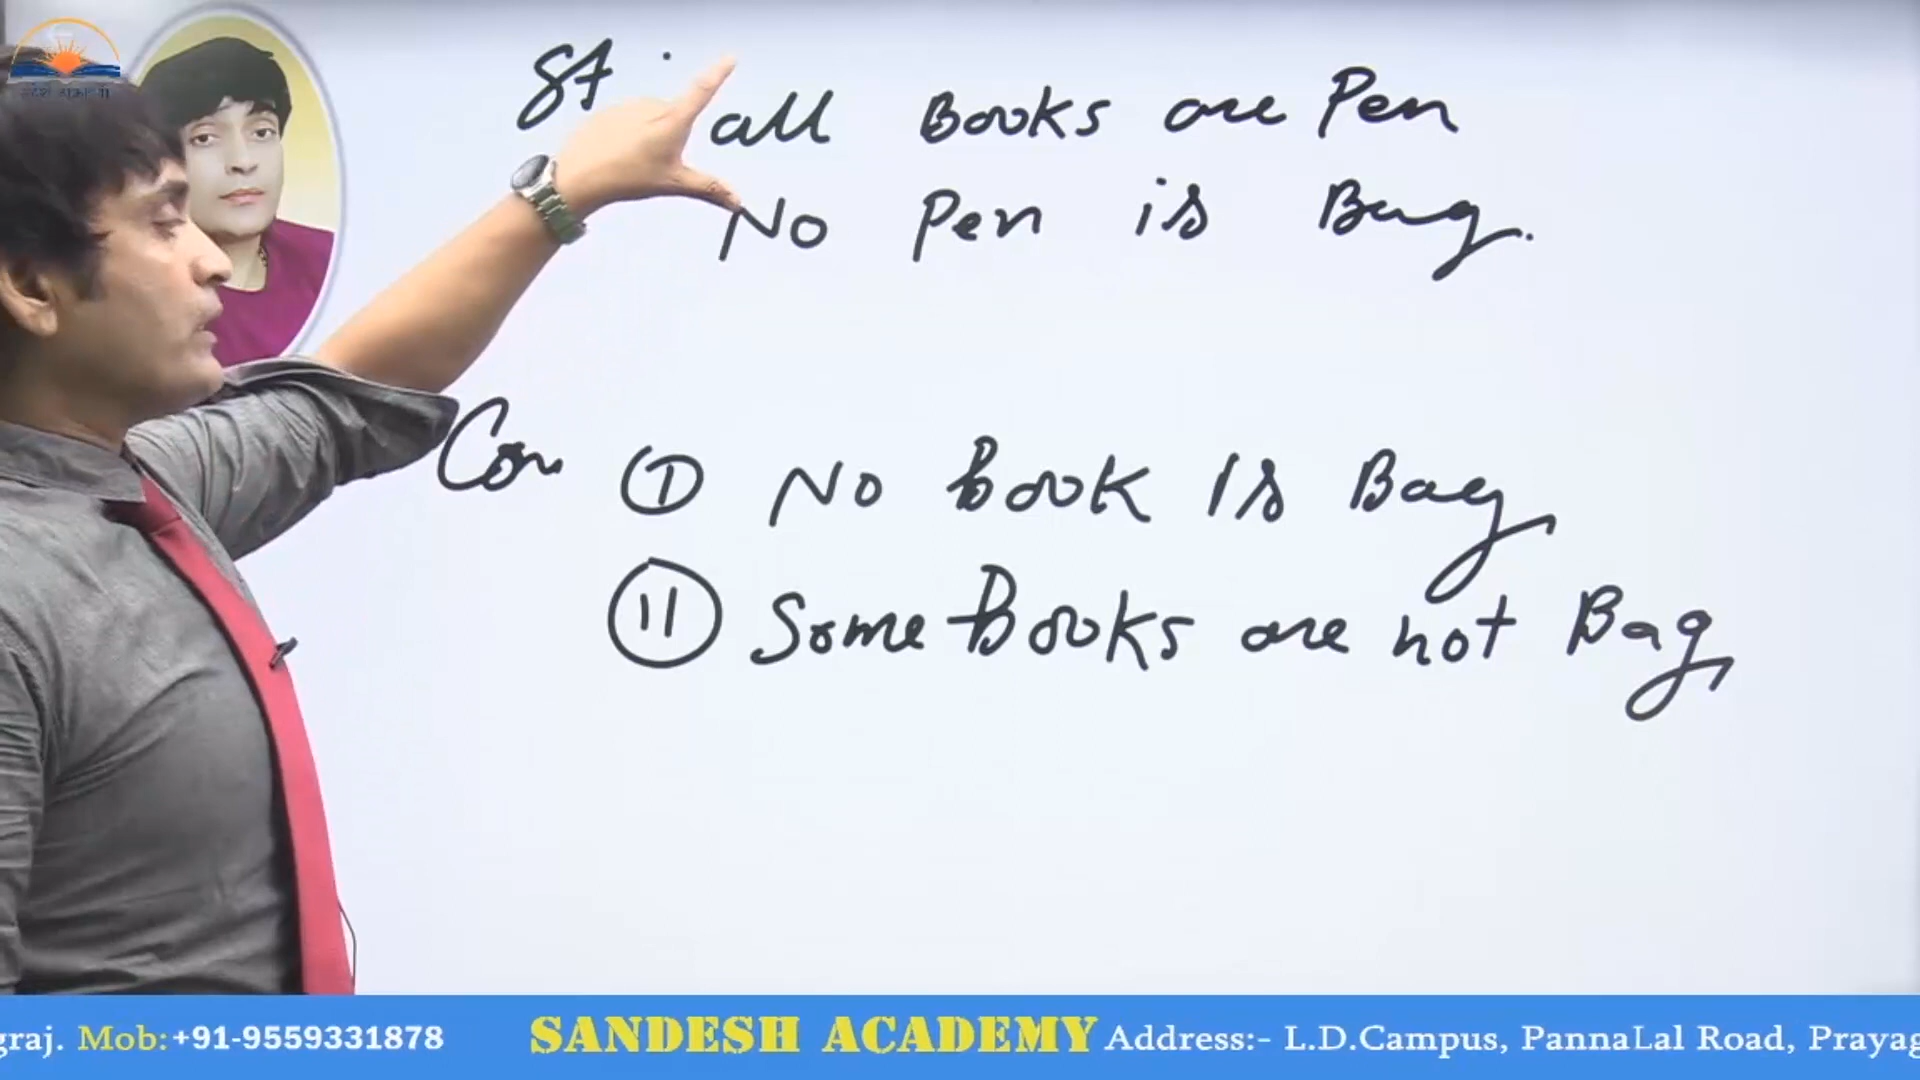 St.
all Books are Pen
No Pen is Bag.
Con
I No Book Is Bag
II Some Books are not Bag
graj. Mob:+91-9559331878 SANDESH ACADEMY Address:- L.D.Campus, PannaLal Road, Prayag